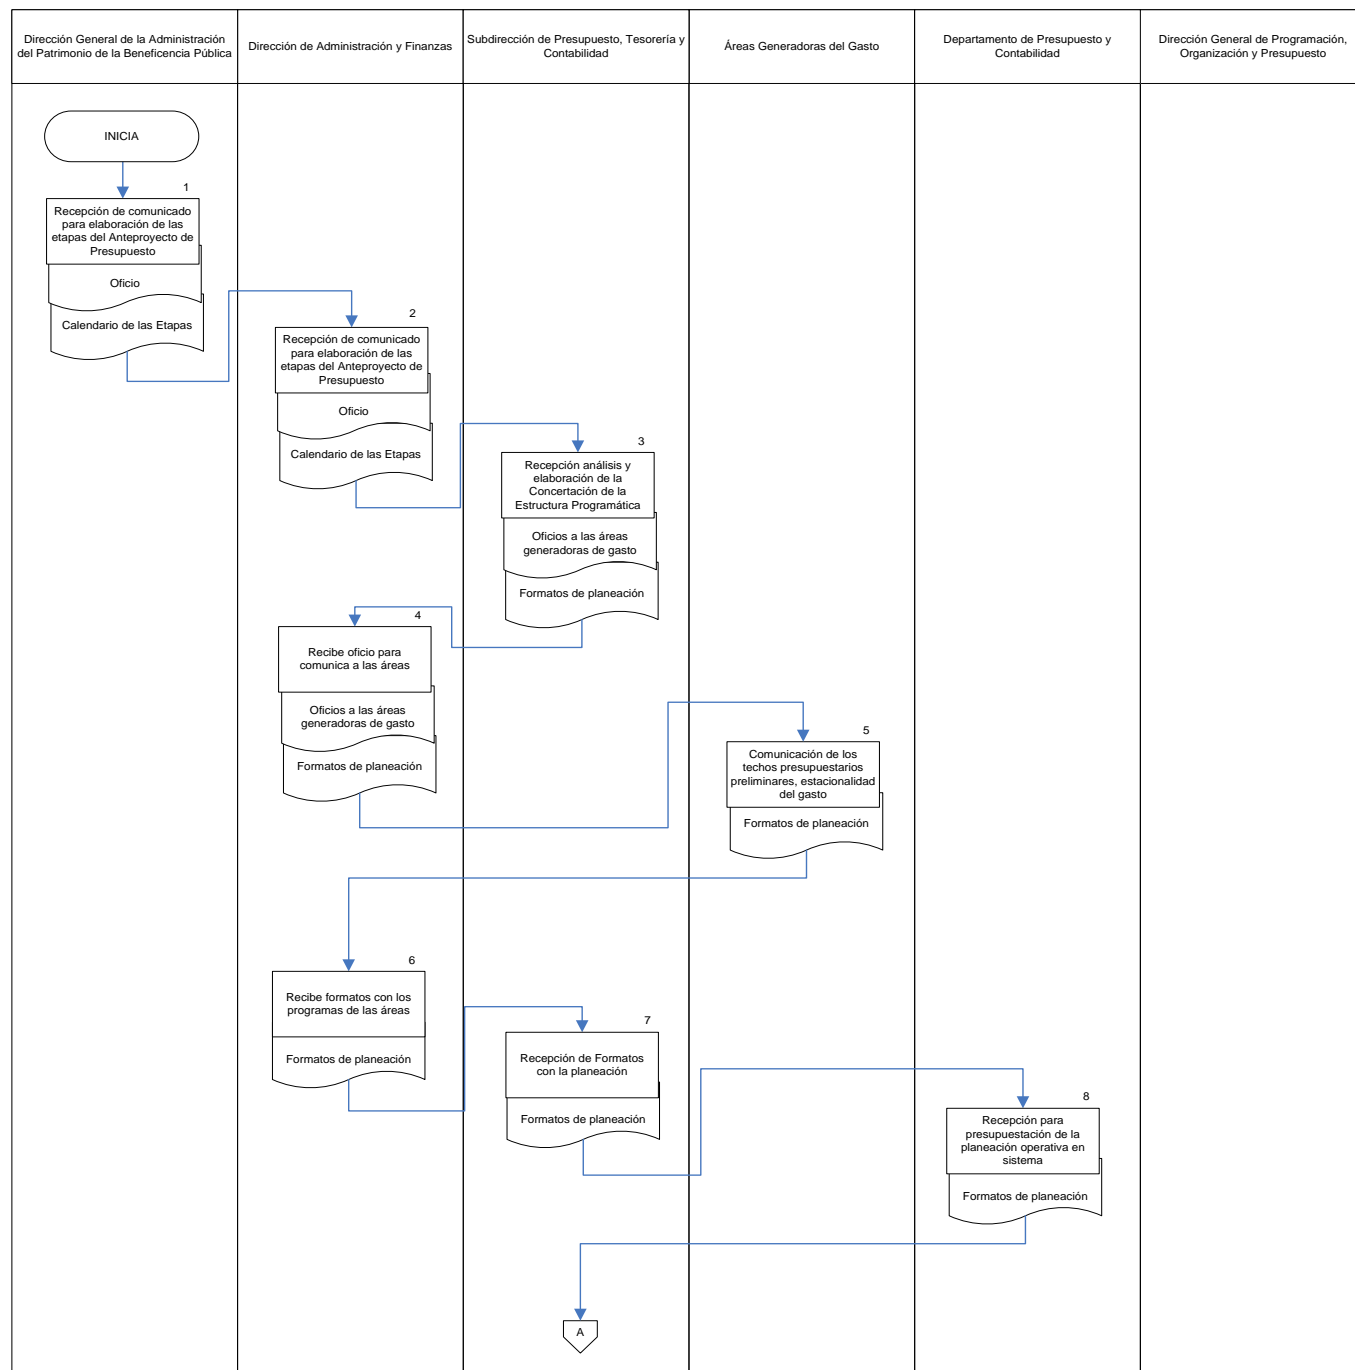 Dirección General de la Administración
del Patrimonio de la Beneficencia Pública
Dirección de Administración y Finanzas
Subdirección de Presupuesto, Tesorería y
Contabilidad
Áreas Generadoras del Gasto
Departamento de Presupuesto y
Contabilidad
Dirección General de Programación,
Organización y Presupuesto
INICIA
1
Recepción de comunicado
para elaboración de las
etapas del Anteproyecto de
Presupuesto
Oficio
Calendario de las Etapas
2
Recepción de comunicado
para elaboración de las
etapas del Anteproyecto de
Presupuesto
Oficio
Calendario de las Etapas
3
Recepción análisis y
elaboración de la
Concertación de la
Estructura Programática
Oficios a las áreas
generadoras de gasto
Formatos de planeación
4
Recibe oficio para
comunica a las áreas
Oficios a las áreas
generadoras de gasto
Formatos de planeación
5
Comunicación de los
techos presupuestarios
preliminares, estacionalidad
del gasto
Formatos de planeación
6
Recibe formatos con los
programas de las áreas
Formatos de planeación
7
Recepción de Formatos
con la planeación
Formatos de planeación
8
Recepción para
presupuestación de la
planeación operativa en
sistema
Formatos de planeación
A